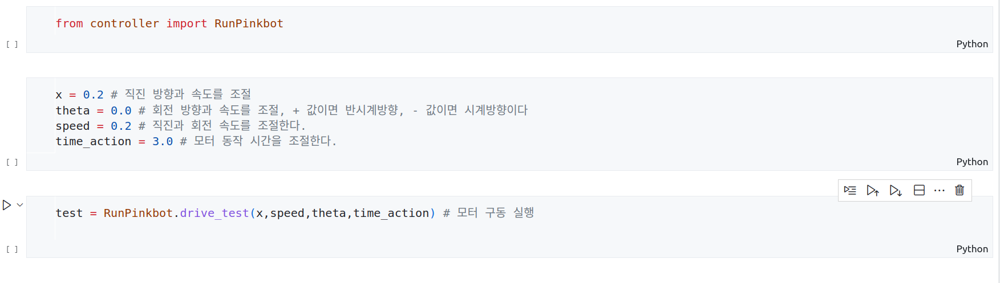 from controller import RunPinkbot
[ ]
Python
x = 0.2 # 직진 방향과 속도를 조절
theta = 0.0 # 회전 방향과 속도를 조절, + 값이면 반시계방향, - 값이면 시계방향이다
speed = 0.2 # 직진과 회전 속도를 조절한다.
time_action = 3.0 # 모터 동작 시간을 조절한다.
[ ]
Python
test = RunPinkbot.drive_test(x,speed,theta,time_action) # 모터 구동 실행
[ ]
Python